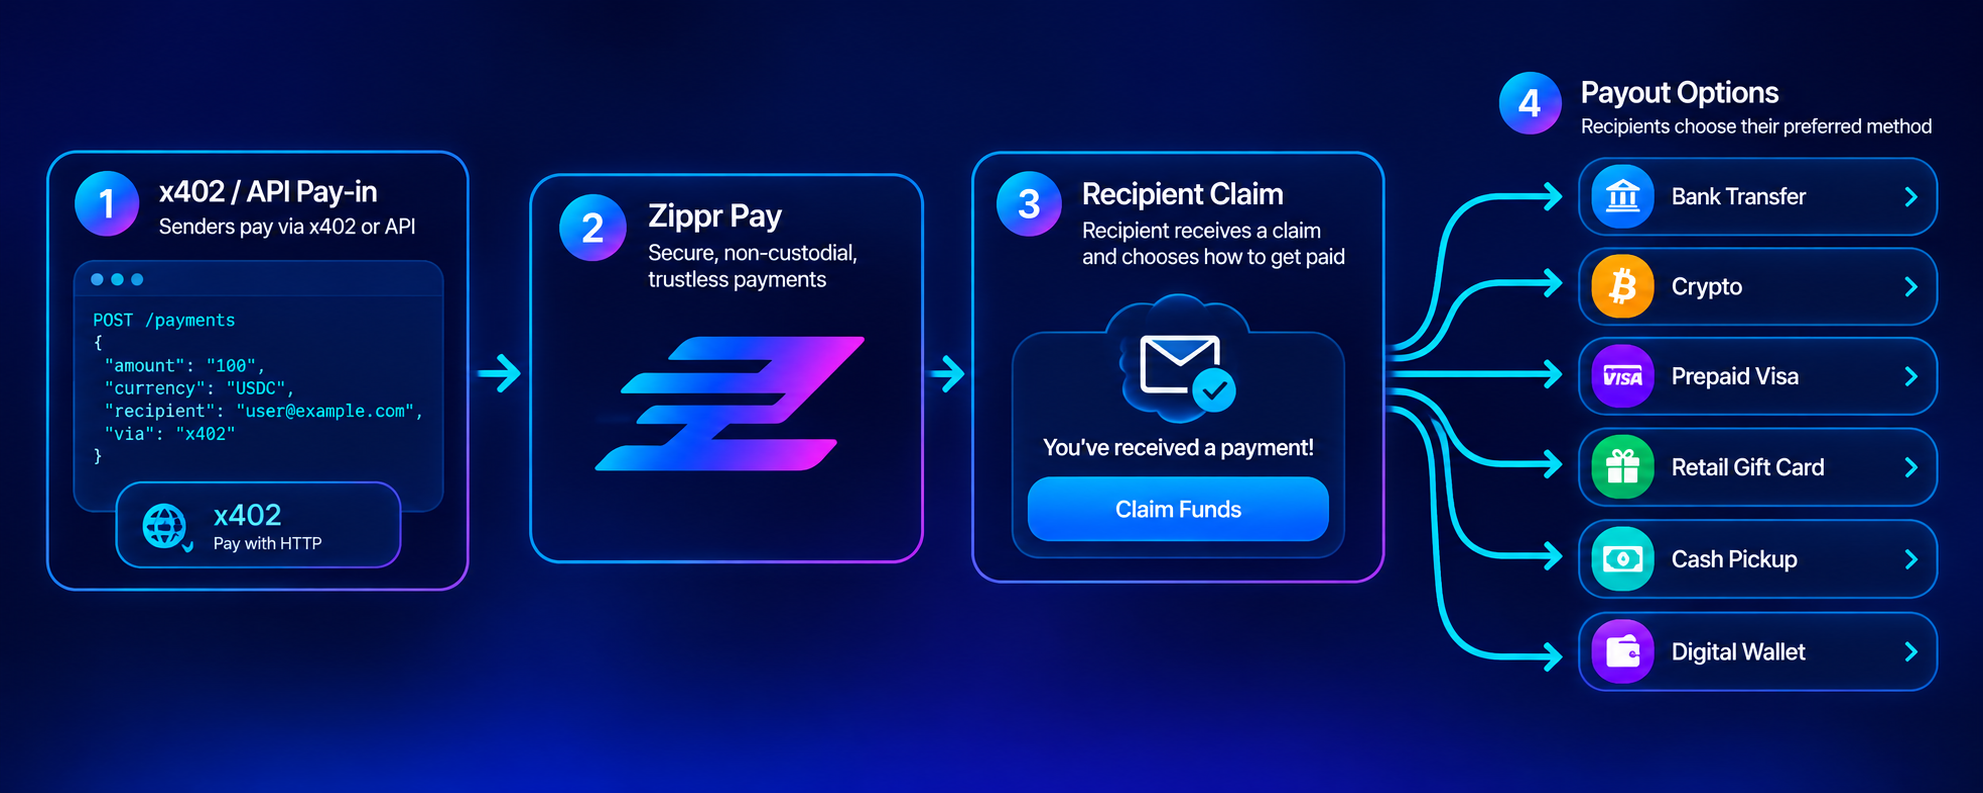 1
x402 / API Pay-in
Senders pay via x402 or API
POST /payments
{
"amount": "100",
"currency": "USDC",
"recipient": "user@example.com",
"via": "x402"
}
x402
Pay with HTTP
2
Zippr Pay
Secure, non-custodial,
trustless payments
3
Recipient Claim
Recipient receives a claim
and chooses how to get paid
You've received a payment!
Claim Funds
4
Payout Options
Recipients choose their preferred method
Bank Transfer
Crypto
VISA
Prepaid Visa
Retail Gift Card
Cash Pickup
Digital Wallet